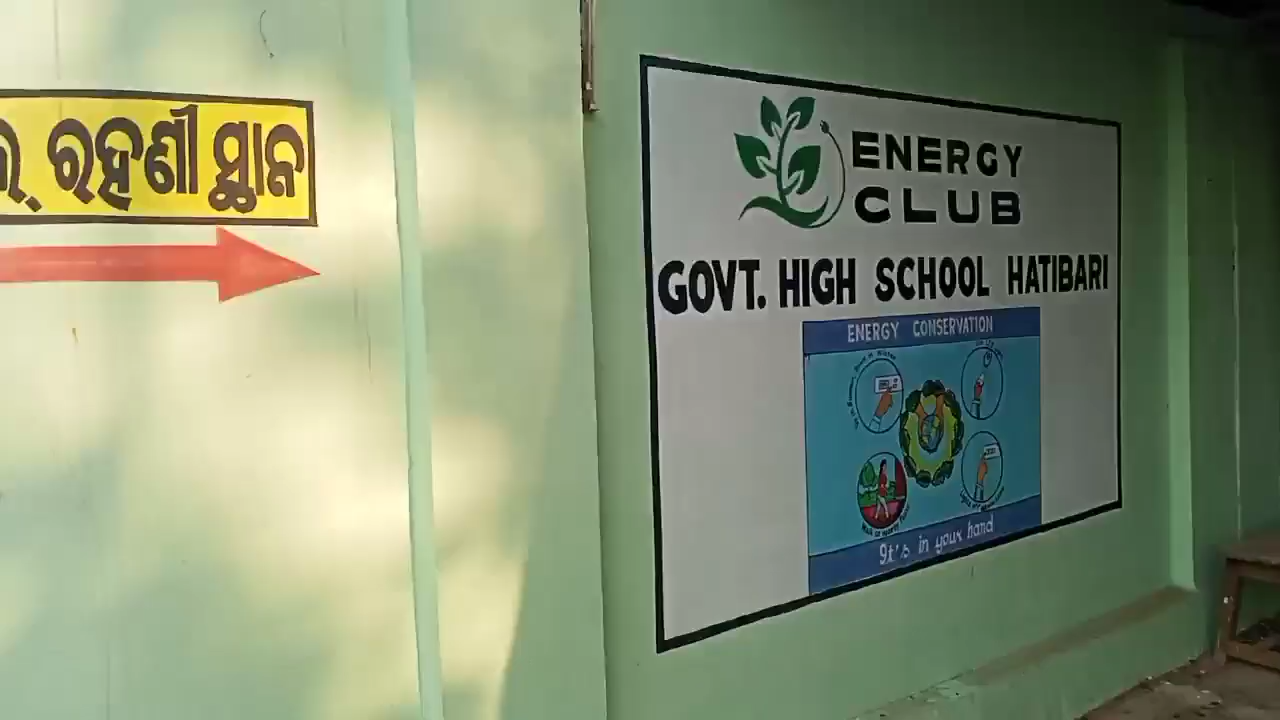 ରହଣୀ ସ୍ଥାନ
ENERGY
CLUB
GOVT. HIGH SCHOOL HATIBARI
ENERGY CONSERVATION
It's in your hand